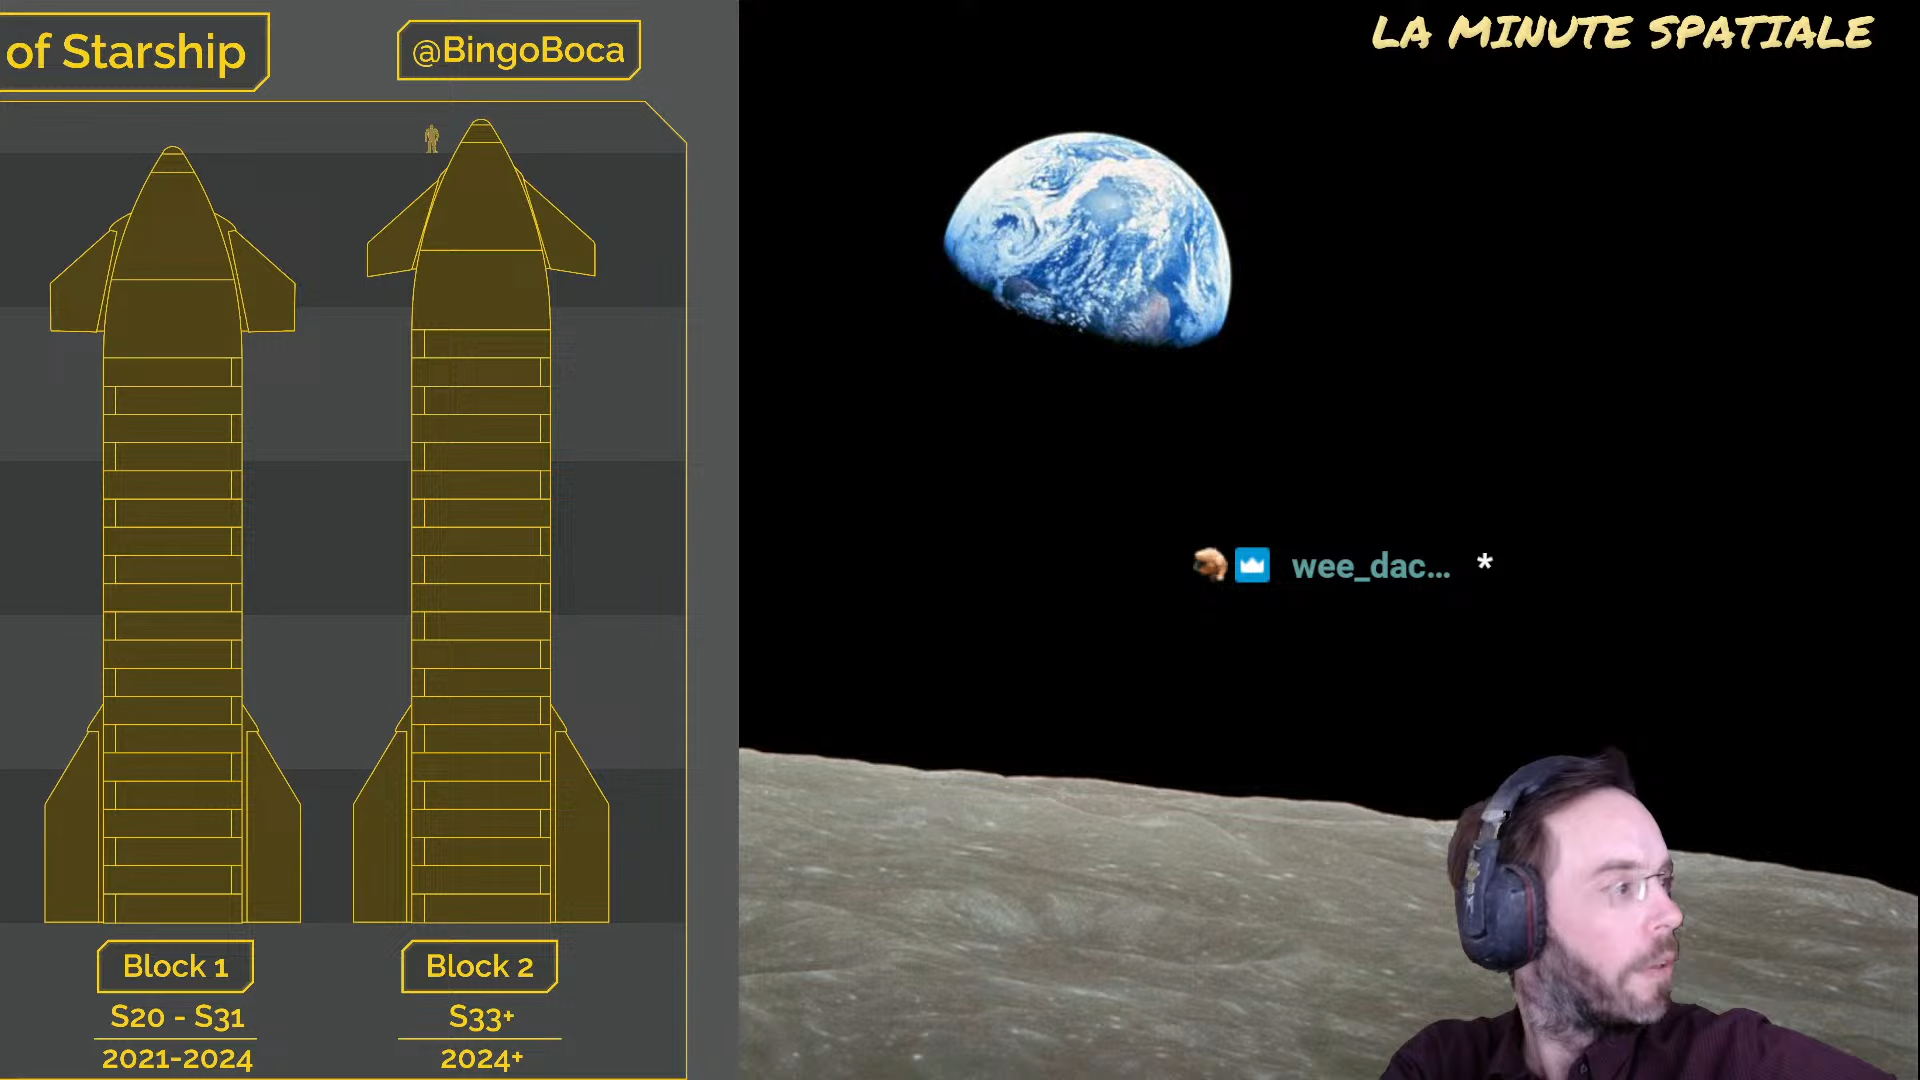 of Starship
@BingoBoca
LA MINUTE SPATIALE
wee_dac... *
Block 1
S20 - S31
2021-2024
Block 2
S33+
2024+